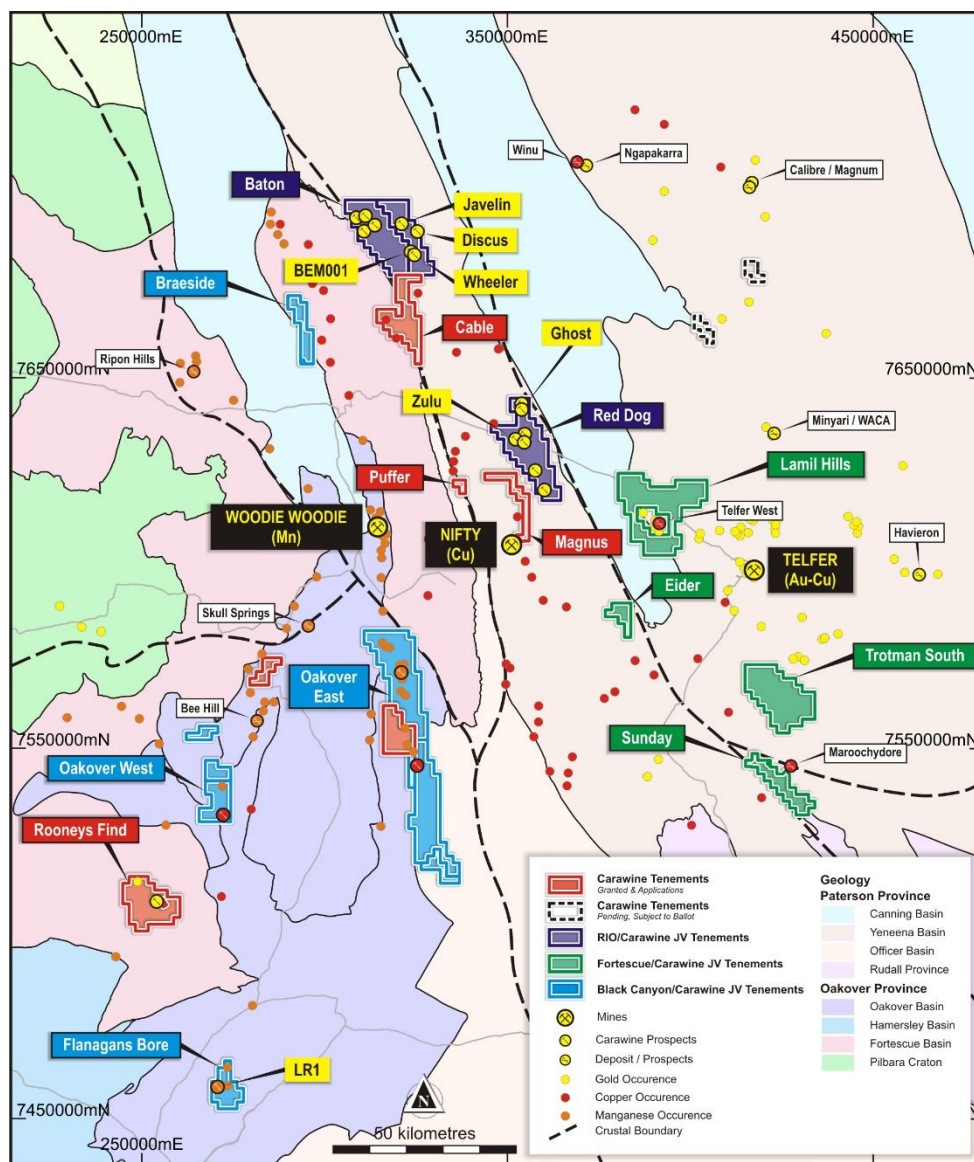 250000mE
350000mE
450000mE
Winu
Ngapakarra
Calibre / Magnum
Baton
Javelin
Discus
BEM001
Wheeler
Braeside
Cable
Ghost
Ripon Hills
7650000mN
7650000mN
Zulu
Red Dog
Minyari / WACA
Lamil Hills
Puffer
Telfer West
WOODIE WOODIE
(Mn)
NIFTY
(Cu)
Magnus
TELFER
(Au-Cu)
Havieron
Eider
Skull Springs
Trotman South
Oakover
East
Bee Hill
Sunday
7550000mN
7550000mN
Maroochydore
Oakover West
Rooneys Find
Flanagans Bore
LR1
7450000mN
250000mE
N
50 kilometres
Carawine Tenements
Granted & Applications
Carawine Tenements
Pending, Subject to Ballot
RIO/Carawine JV Tenements
Fortescue/Carawine JV Tenements
Black Canyon/Carawine JV Tenements
Mines
Carawine Prospects
Deposit / Prospects
Gold Occurence
Copper Occurence
Manganese Occurence
Crustal Boundary
Geology
Paterson Province
Canning Basin
Yeneena Basin
Officer Basin
Rudall Province
Oakover Province
Oakover Basin
Hamersley Basin
Fortescue Basin
Pilbara Craton